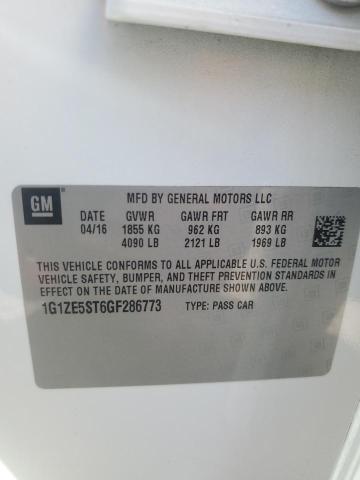 GM
MFD BY GENERAL MOTORS LLC
DATE GVWR GAWR FRT GAWR RR
04/16 1855 KG 962 KG 893 KG
4090 LB 2121 LB 1969 LB
THIS VEHICLE CONFORMS TO ALL APPLICABLE U.S. FEDERAL MOTOR
VEHICLE SAFETY, BUMPER, AND THEFT PREVENTION STANDARDS IN
EFFECT ON THE DATE OF MANUFACTURE SHOWN ABOVE.
1G1ZE5ST6GF286773 TYPE: PASS CAR